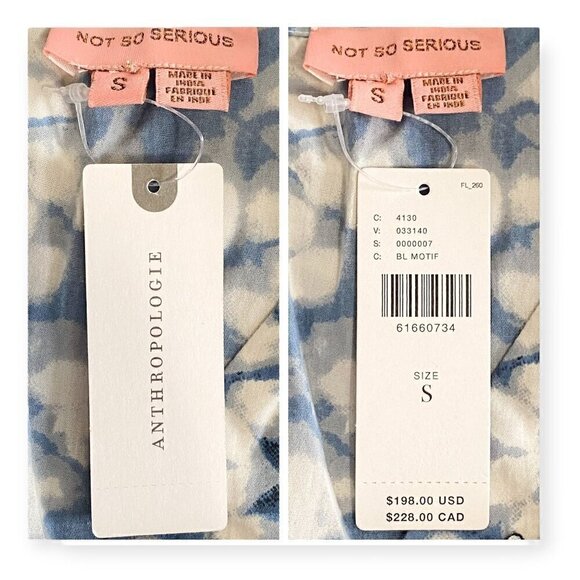 NOT SO SERIOUS
S
MADE IN
INDIA
FABRIQUÉ
EN INDE
ANTHROPOLOGIE
NOT SO SERIOUS
S
MADE IN
INDIA
FABRIQUÉ
EN INDE
FL_260
C: 4130
V: 033140
S: 0000007
C: BL MOTIF
61660734
SIZE
S
$198.00 USD
$228.00 CAD